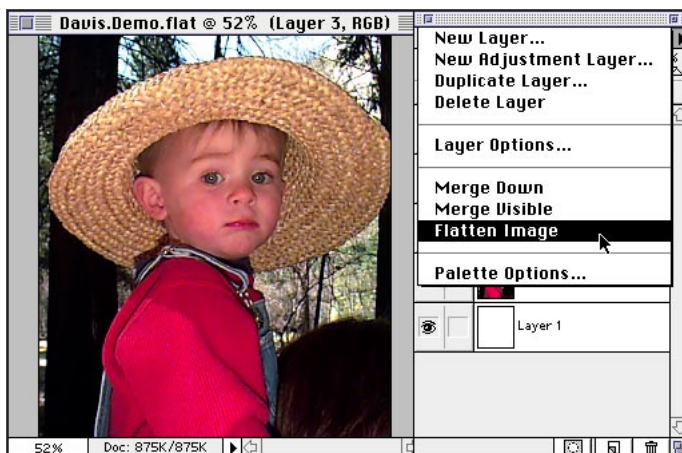 Davis.Demo.flat @ 52% (Layer 3, RGB)
New Layer...
New Adjustment Layer...
Duplicate Layer...
Delete Layer
Layer Options...
Merge Down
Merge Visible
Flatten Image
Palette Options...
Layer 1
52%
Doc: 875K/875K